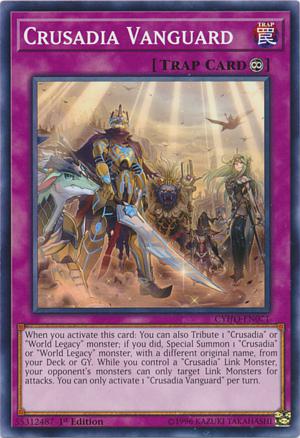 CRUSADIA VANGUARD
TRAP
罠
[TRAP CARD ]
When you activate this card: You can also Tribute 1 "Crusadia" or
"World Legacy" monster; if you did, Special Summon 1 "Crusadia"
or "World Legacy" monster, with a different original name, from
your Deck or GY. While you control a "Crusadia" Link Monster,
your opponent's monsters can only target Link Monsters for
attacks. You can only activate 1 "Crusadia Vanguard" per turn.
55312487
1st Edition
©1996 KAZUKI TAKAHASHI